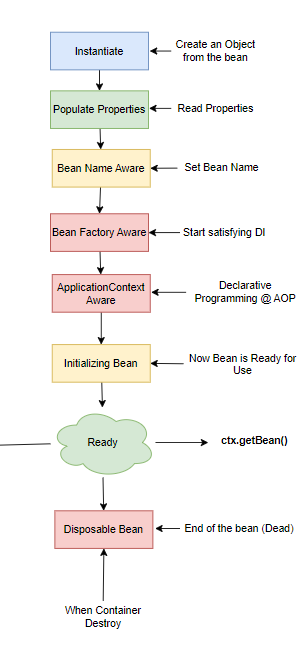 Instantiate
Create an Object
from the bean
Populate Properties
Read Properties
Bean Name Aware
Set Bean Name
Bean Factory Aware
Start satisfying DI
ApplicationContext
Aware
Declarative
Programming @ AOP
Initializing Bean
Now Bean is Ready for
Use
Ready
ctx.getBean()
Disposable Bean
End of the bean (Dead)
When Container
Destroy